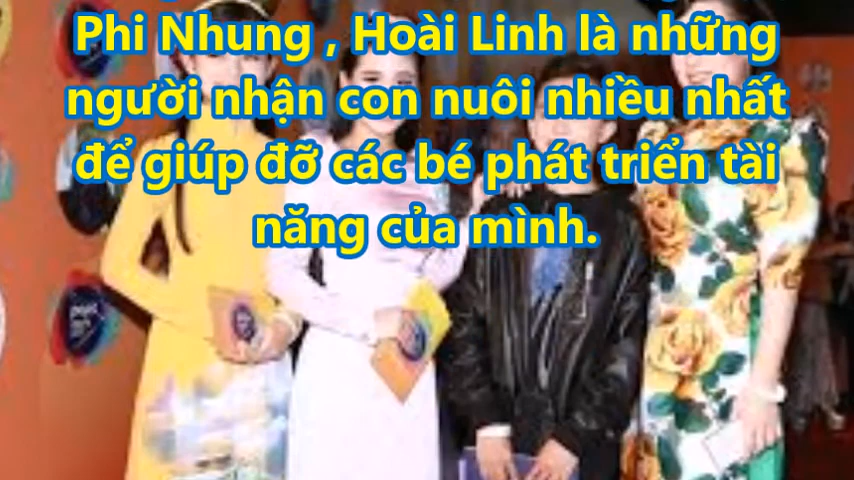 Phi Nhung , Hoài Linh là những
người nhận con nuôi nhiều nhất
để giúp đỡ các bé phát triển tài
năng của mình.